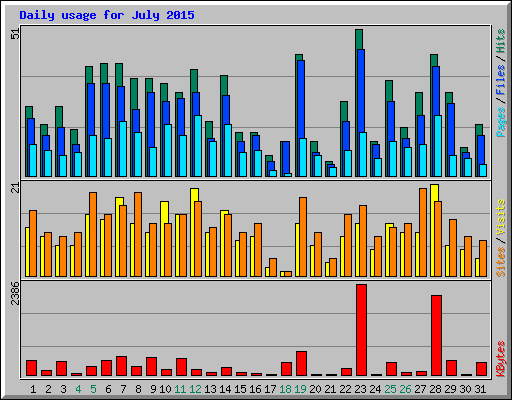 Daily usage for July 2015
51
Pages / Files / Hits
21
Sites / Visits
2386
KBytes
1 2 3 4 5 6 7 8 9 10 11 12 13 14 15 16 17 18 19 20 21 22 23 24 25 26 27 28 29 30 31